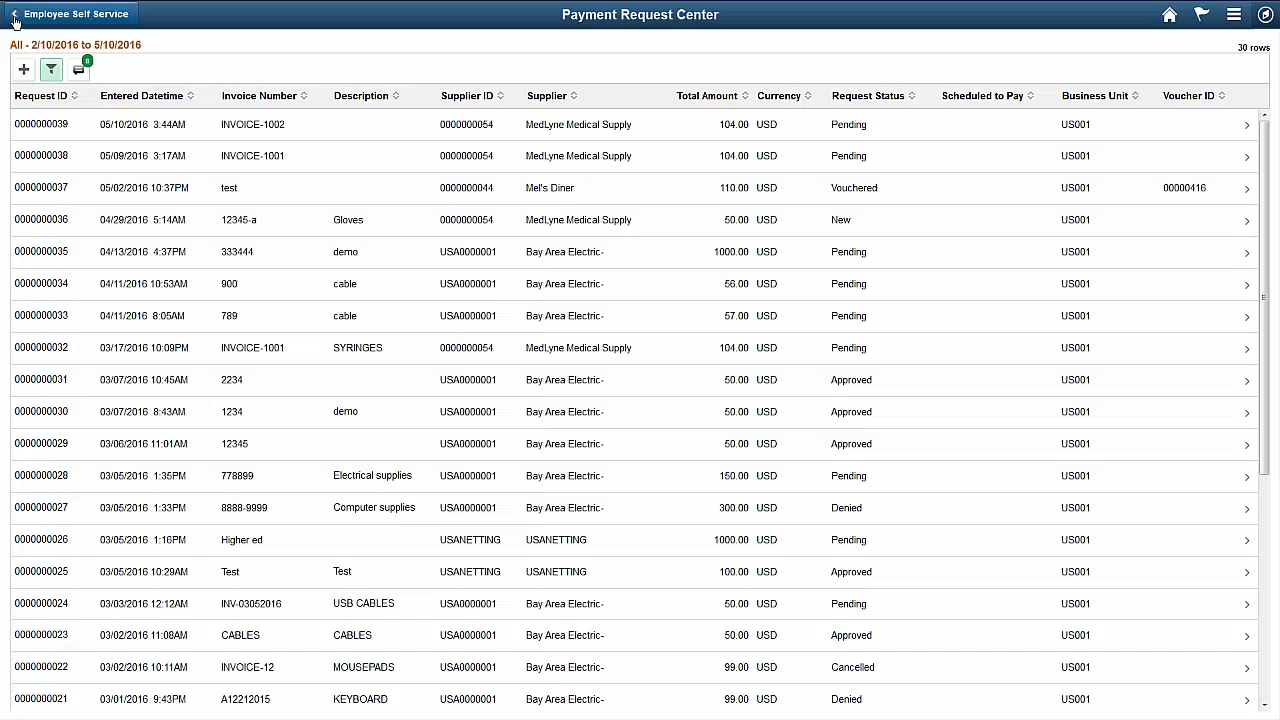 Employee Self Service
Payment Request Center
All - 2/10/2016 to 5/10/2016
30 rows
8
Request ID Entered Datetime Invoice Number Description Supplier ID Supplier Total Amount Currency Request Status Scheduled to Pay Business Unit Voucher ID
0000000039 05/10/2016 3:44AM INVOICE-1002 0000000054 MedLyne Medical Supply 104.00 USD Pending US001
0000000038 05/09/2016 3:17AM INVOICE-1001 0000000054 MedLyne Medical Supply 104.00 USD Pending US001
0000000037 05/02/2016 10:37PM test 0000000044 Mel's Diner 110.00 USD Vouchered US001 00000416
0000000036 04/29/2016 5:14AM 12345-a Gloves 0000000054 MedLyne Medical Supply 50.00 USD New US001
0000000035 04/13/2016 4:37PM 333444 demo USA0000001 Bay Area Electric- 1000.00 USD Pending US001
0000000034 04/11/2016 10:53AM 900 cable USA0000001 Bay Area Electric- 56.00 USD Pending US001
0000000033 04/11/2016 8:05AM 789 cable USA0000001 Bay Area Electric- 57.00 USD Pending US001
0000000032 03/17/2016 10:09PM INVOICE-1001 SYRINGES 0000000054 MedLyne Medical Supply 104.00 USD Pending US001
0000000031 03/07/2016 10:45AM 2234 USA0000001 Bay Area Electric- 50.00 USD Approved US001
0000000030 03/07/2016 8:43AM 1234 demo USA0000001 Bay Area Electric- 50.00 USD Approved US001
0000000029 03/06/2016 11:01AM 12345 USA0000001 Bay Area Electric- 50.00 USD Approved US001
0000000028 03/05/2016 1:35PM 778899 Electrical supplies USA0000001 Bay Area Electric- 150.00 USD Pending US001
0000000027 03/05/2016 1:33PM 8888-9999 Computer supplies USA0000001 Bay Area Electric- 300.00 USD Denied US001
0000000026 03/05/2016 1:16PM Higher ed USANETTING USANETTING 1000.00 USD Pending US001
0000000025 03/05/2016 10:29AM Test Test USANETTING USANETTING 100.00 USD Approved US001
0000000024 03/03/2016 12:12AM INV-03052016 USB CABLES USA0000001 Bay Area Electric- 50.00 USD Pending US001
0000000023 03/02/2016 11:08AM CABLES CABLES USA0000001 Bay Area Electric- 50.00 USD Approved US001
0000000022 03/02/2016 10:11AM INVOICE-12 MOUSEPADS USA0000001 Bay Area Electric- 99.00 USD Cancelled US001
0000000021 03/01/2016 9:43PM A12212015 KEYBOARD USA0000001 Bay Area Electric- 99.00 USD Denied US001